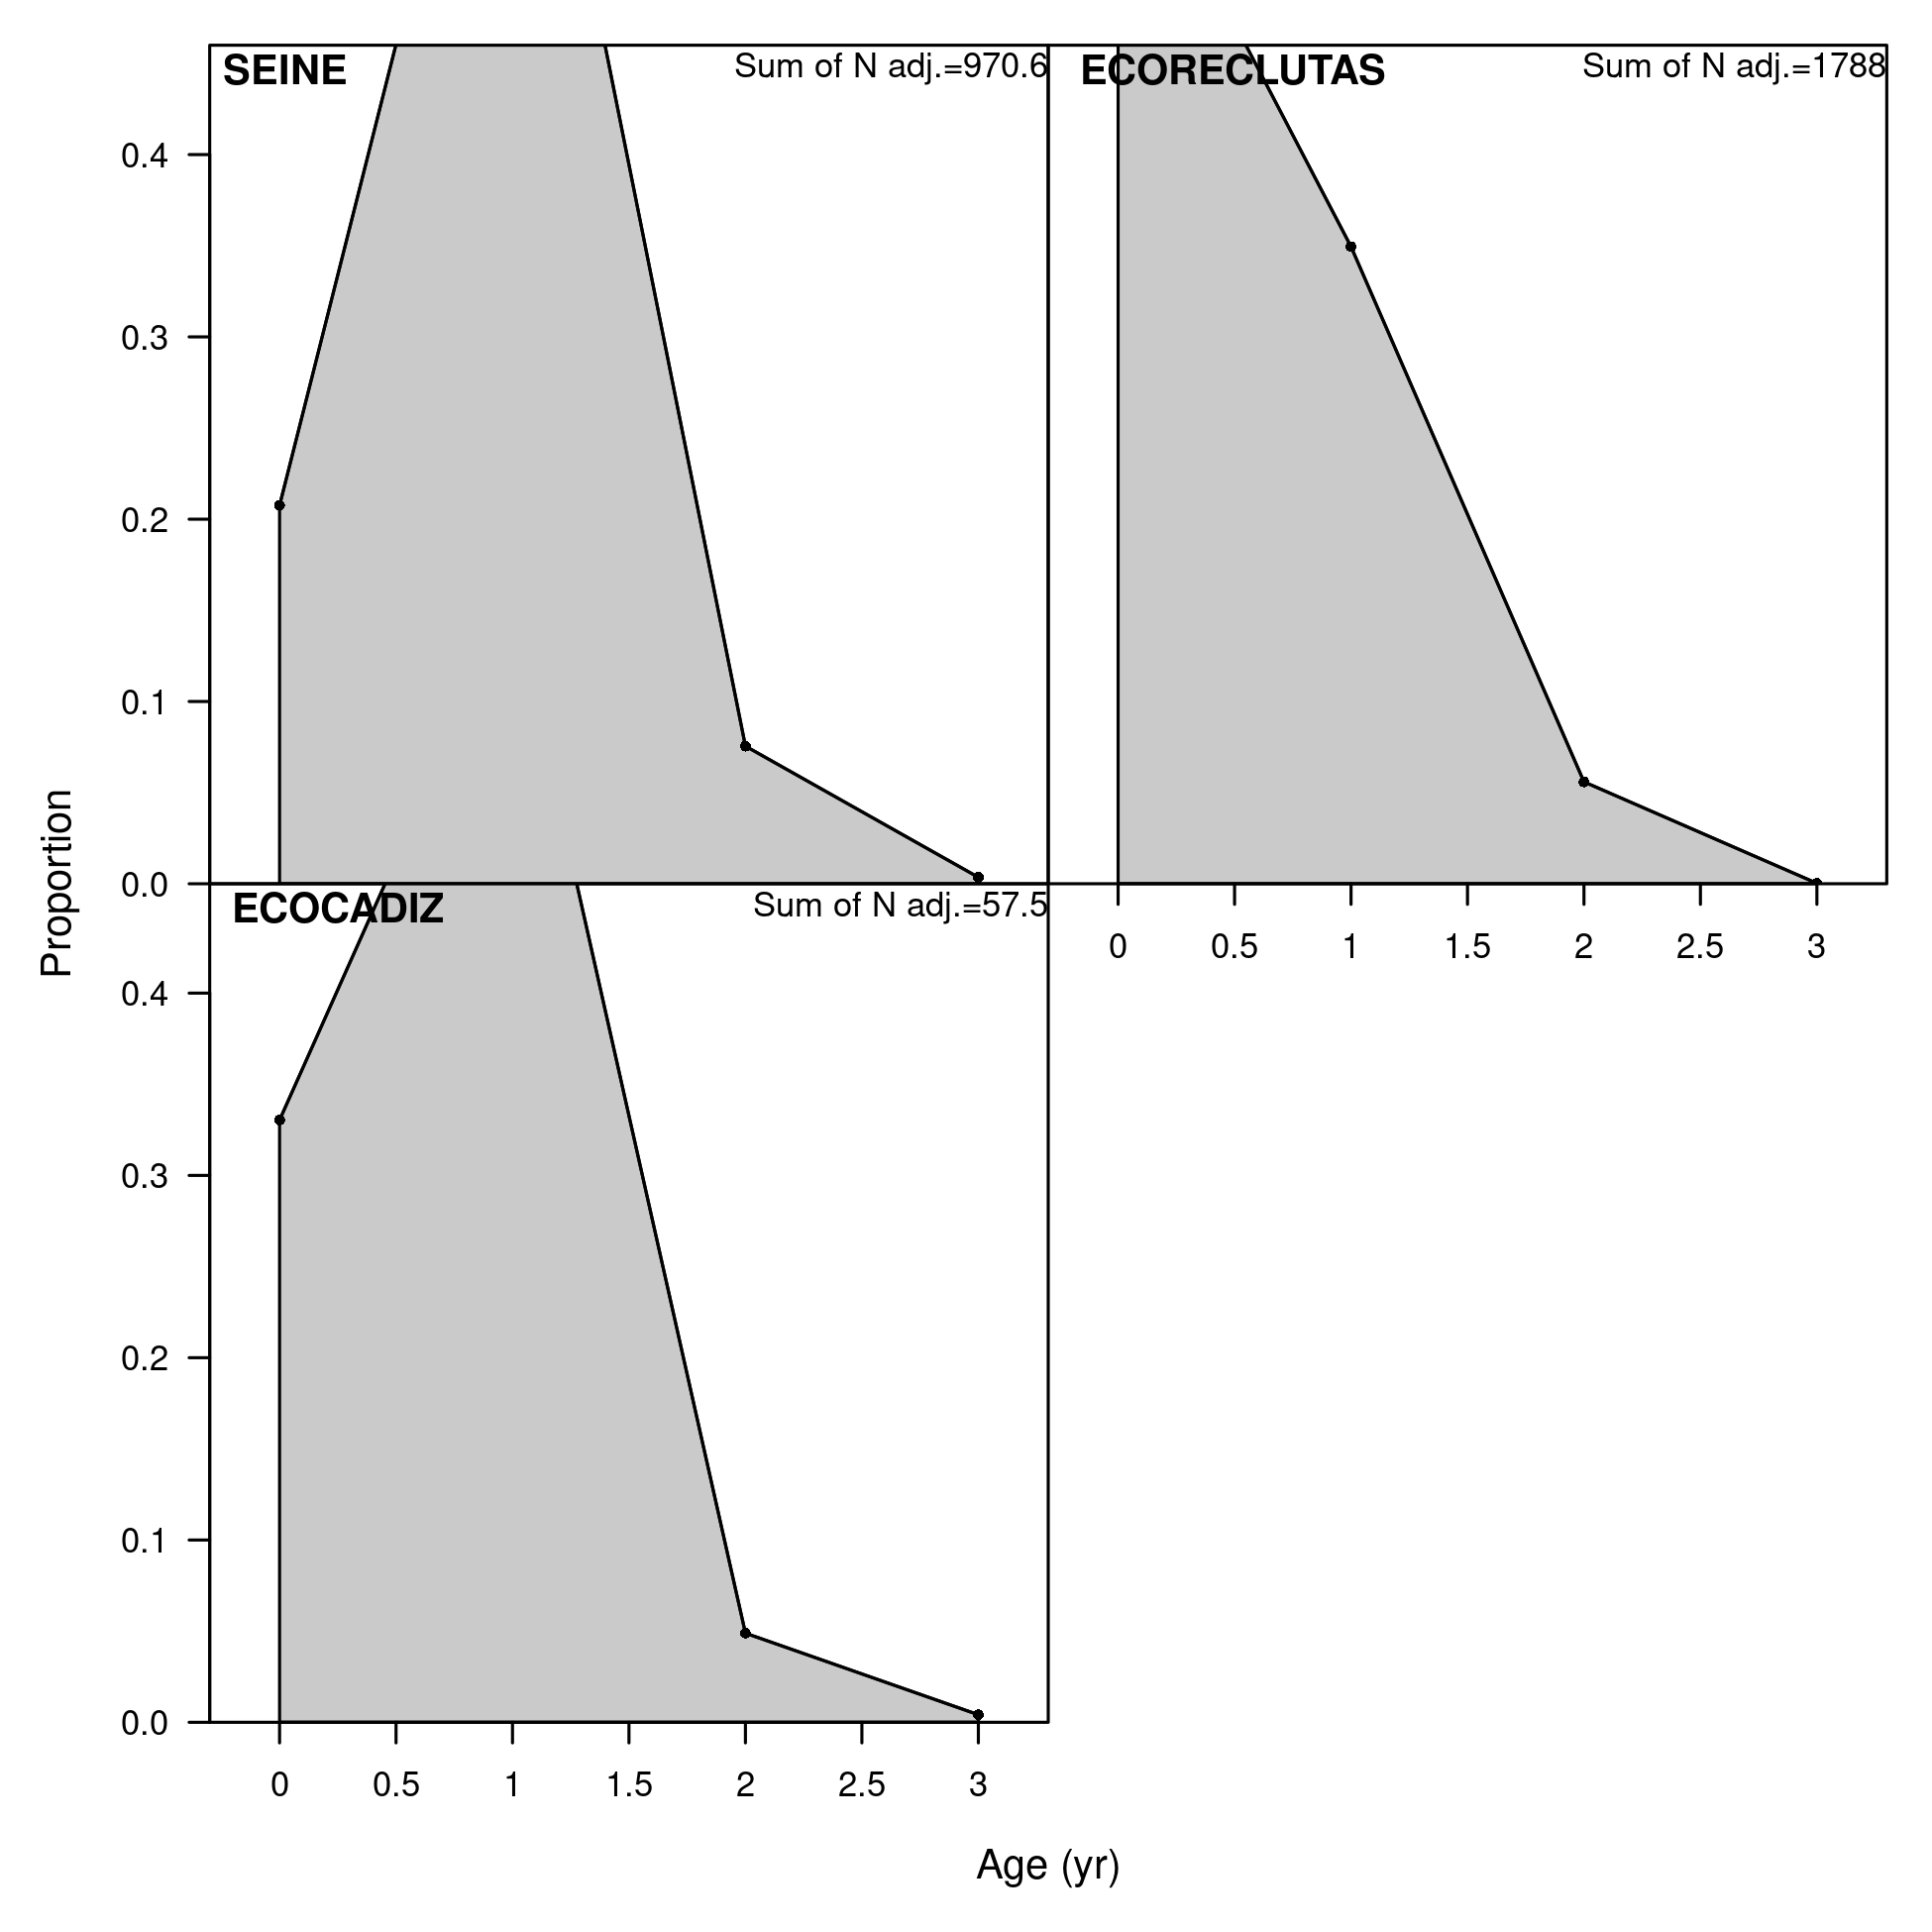 SEINE
Sum of N adj.=970.6
ECORECLUTAS
Sum of N adj.=1788
0.4
0.3
0.2
0.1
0.0
0 0.5 1 1.5 2 2.5 3
ECOCADIZ
Sum of N adj.=57.5
0.4
0.3
0.2
0.1
0.0
0 0.5 1 1.5 2 2.5 3
Proportion
Age (yr)